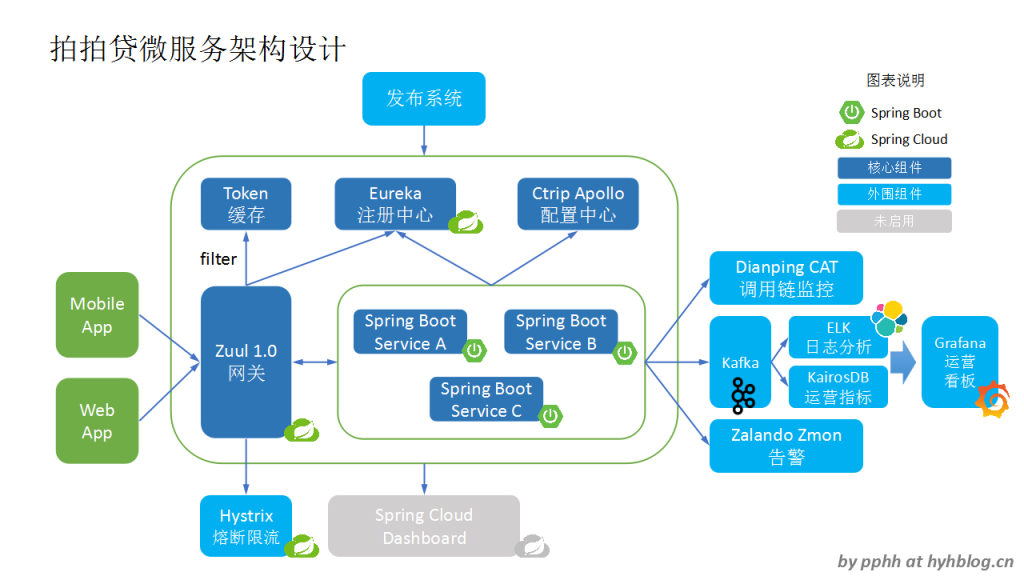 拍拍贷微服务架构设计
发布系统
图表说明
Spring Boot
Spring Cloud
核心组件
外围组件
未启用
Token
缓存
Eureka
注册中心
Ctrip Apollo
配置中心
filter
Mobile
App
Web
App
Zuul 1.0
网关
Spring Boot
Service A
Spring Boot
Service B
Spring Boot
Service C
Dianping CAT
调用链监控
Kafka
ELK
日志分析
KairosDB
运营指标
Grafana
运营
看板
Zalando Zmon
告警
Hystrix
熔断限流
Spring Cloud
Dashboard
by pphh at hyhblog.cn